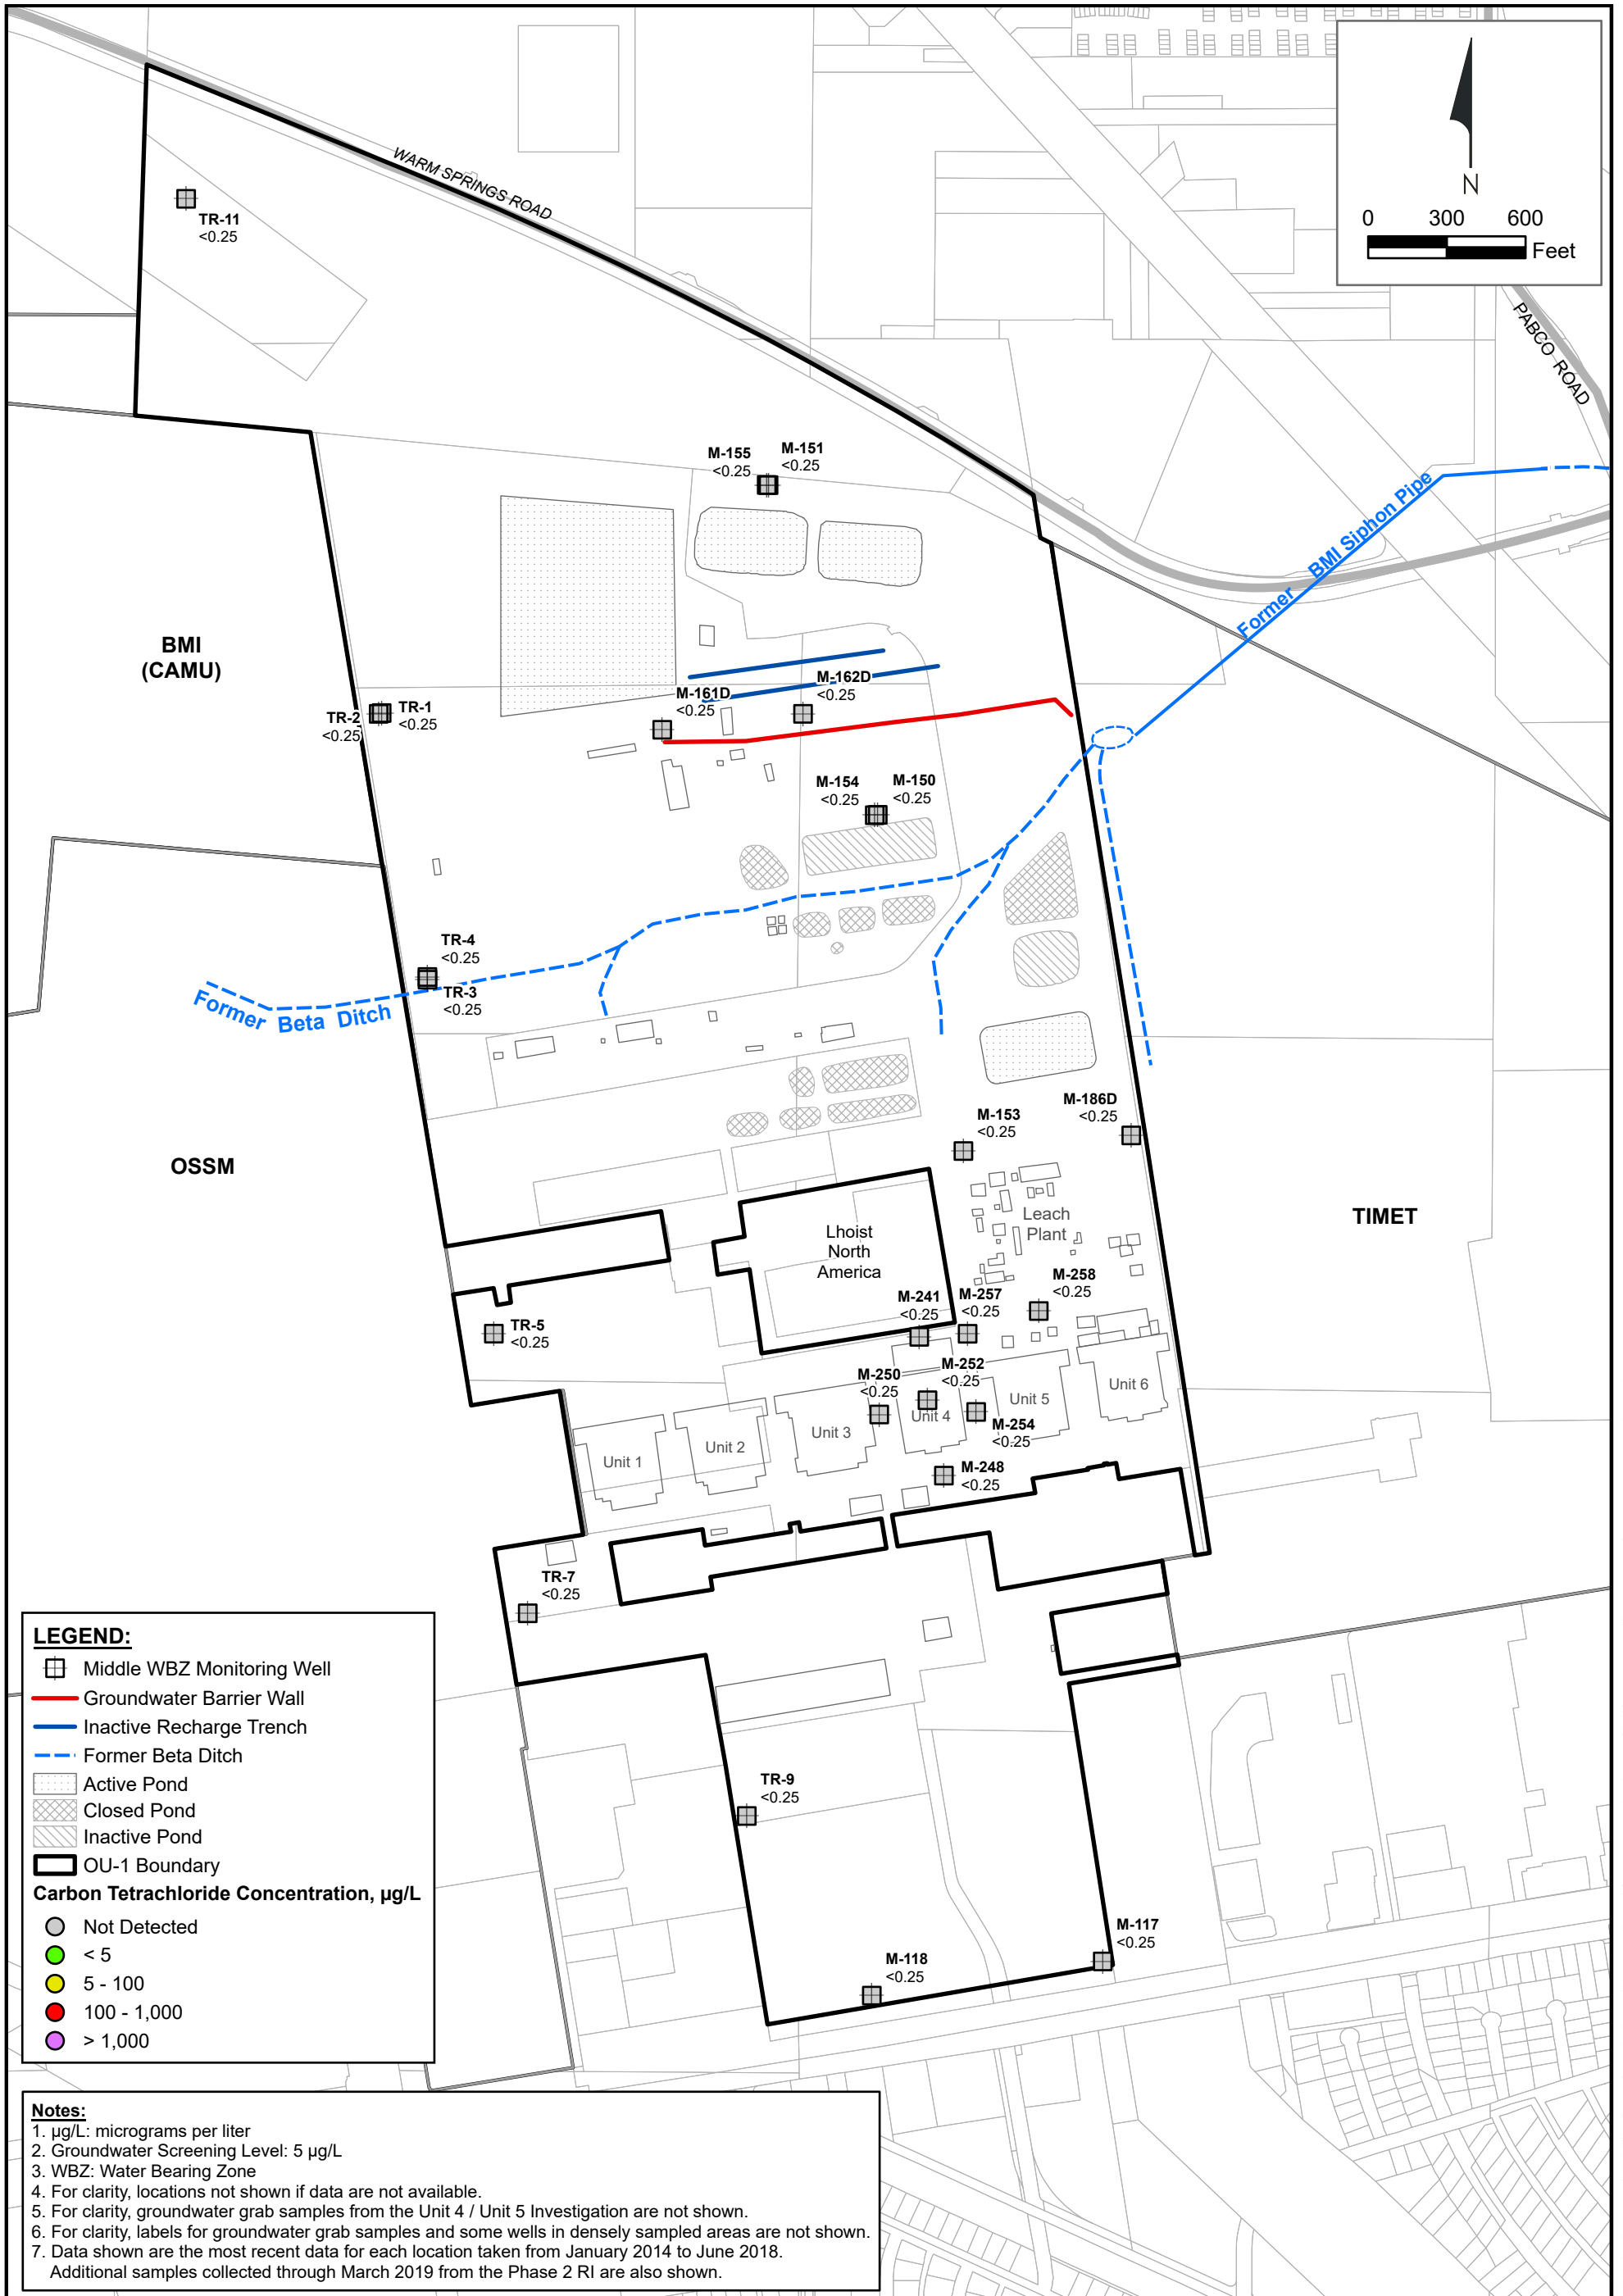 WARM SPRINGS ROAD
N
0 300 600
Feet
PABCO ROAD
TR-11
<0.25
M-155
<0.25
M-151
<0.25
Former BMI Siphon Pipe
BMI
(CAMU)
M-161D
<0.25
M-162D
<0.25
TR-2
<0.25
TR-1
<0.25
M-154
<0.25
M-150
<0.25
TR-4
<0.25
TR-3
<0.25
Former Beta Ditch
M-186D
<0.25
M-153
<0.25
OSSM
TIMET
Leach
Plant
Lhoist
North
America
M-258
<0.25
M-241
<0.25
M-257
<0.25
TR-5
<0.25
M-250
<0.25
M-252
<0.25
M-254
<0.25
Unit 1
Unit 2
Unit 3
Unit 4
Unit 5
Unit 6
M-248
<0.25
TR-7
<0.25
TR-9
<0.25
M-117
<0.25
M-118
<0.25
LEGEND:
Middle WBZ Monitoring Well
Groundwater Barrier Wall
Inactive Recharge Trench
Former Beta Ditch
Active Pond
Closed Pond
Inactive Pond
OU-1 Boundary
Carbon Tetrachloride Concentration, µg/L
Not Detected
< 5
5 - 100
100 - 1,000
> 1,000
Notes:
1. µg/L: micrograms per liter
2. Groundwater Screening Level: 5 µg/L
3. WBZ: Water Bearing Zone
4. For clarity, locations not shown if data are not available.
5. For clarity, groundwater grab samples from the Unit 4 / Unit 5 Investigation are not shown.
6. For clarity, labels for groundwater grab samples and some wells in densely sampled areas are not shown.
7. Data shown are the most recent data for each location taken from January 2014 to June 2018.
Additional samples collected through March 2019 from the Phase 2 RI are also shown.